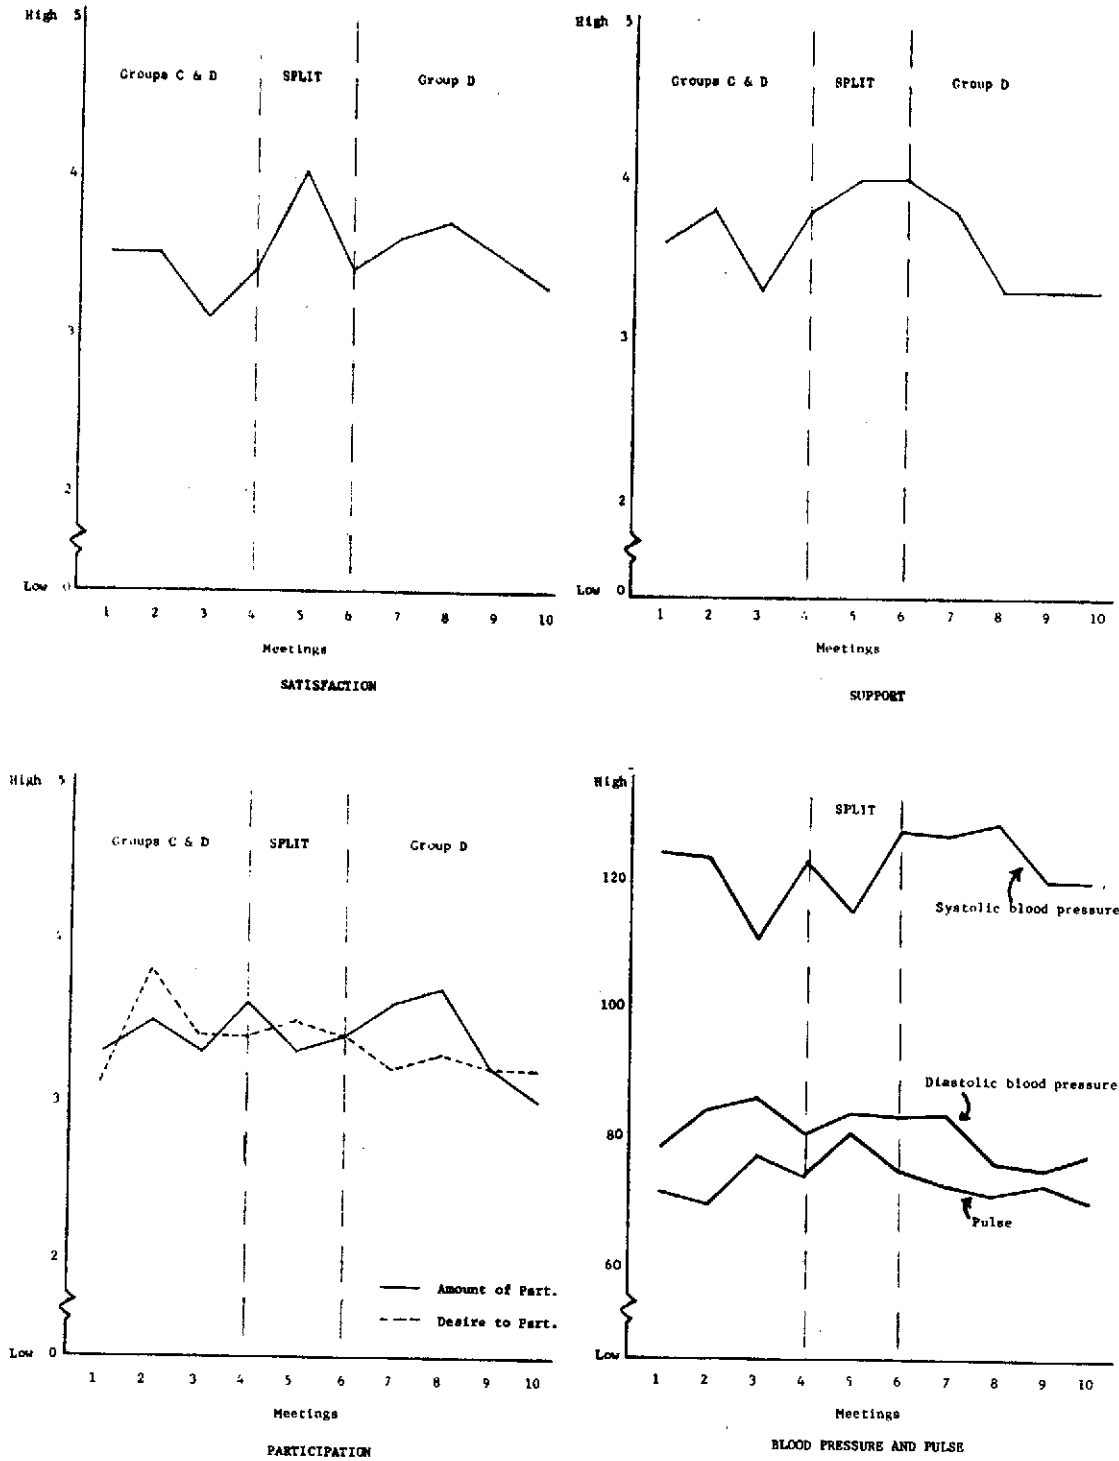 High 5
Groups C & D SPLIT Group D
4
3
2
Low 0
1 2 3 4 5 6 7 8 9 10
Meetings
SATISFACTION
High 5
Groups C & D SPLIT Group D
4
3
2
Low 0
1 2 3 4 5 6 7 8 9 10
Meetings
SUPPORT
High 5
Groups C & D SPLIT Group D
4
3
2
Amount of Part.
Desire to Part.
Low 0
1 2 3 4 5 6 7 8 9 10
Meetings
PARTICIPATION
High
SPLIT
120
Systolic blood pressure
100
Diastolic blood pressure
80
Pulse
60
Low
1 2 3 4 5 6 7 8 9 10
Meetings
BLOOD PRESSURE AND PULSE